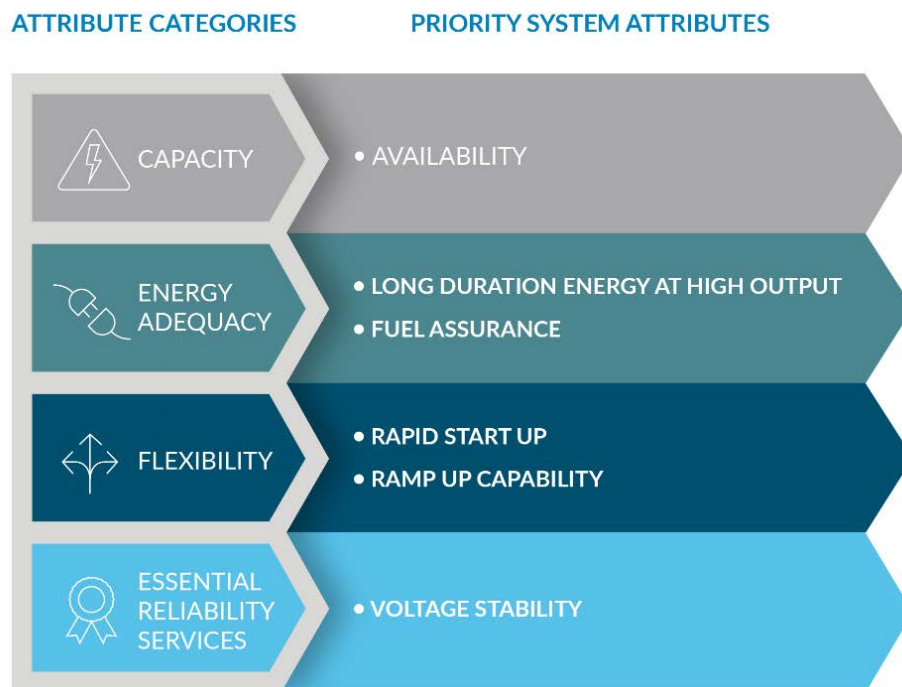 ATTRIBUTE CATEGORIES
PRIORITY SYSTEM ATTRIBUTES
CAPACITY
• AVAILABILITY
ENERGY
ADEQUACY
• LONG DURATION ENERGY AT HIGH OUTPUT
• FUEL ASSURANCE
FLEXIBILITY
• RAPID START UP
• RAMP UP CAPABILITY
ESSENTIAL
RELIABILITY
SERVICES
• VOLTAGE STABILITY